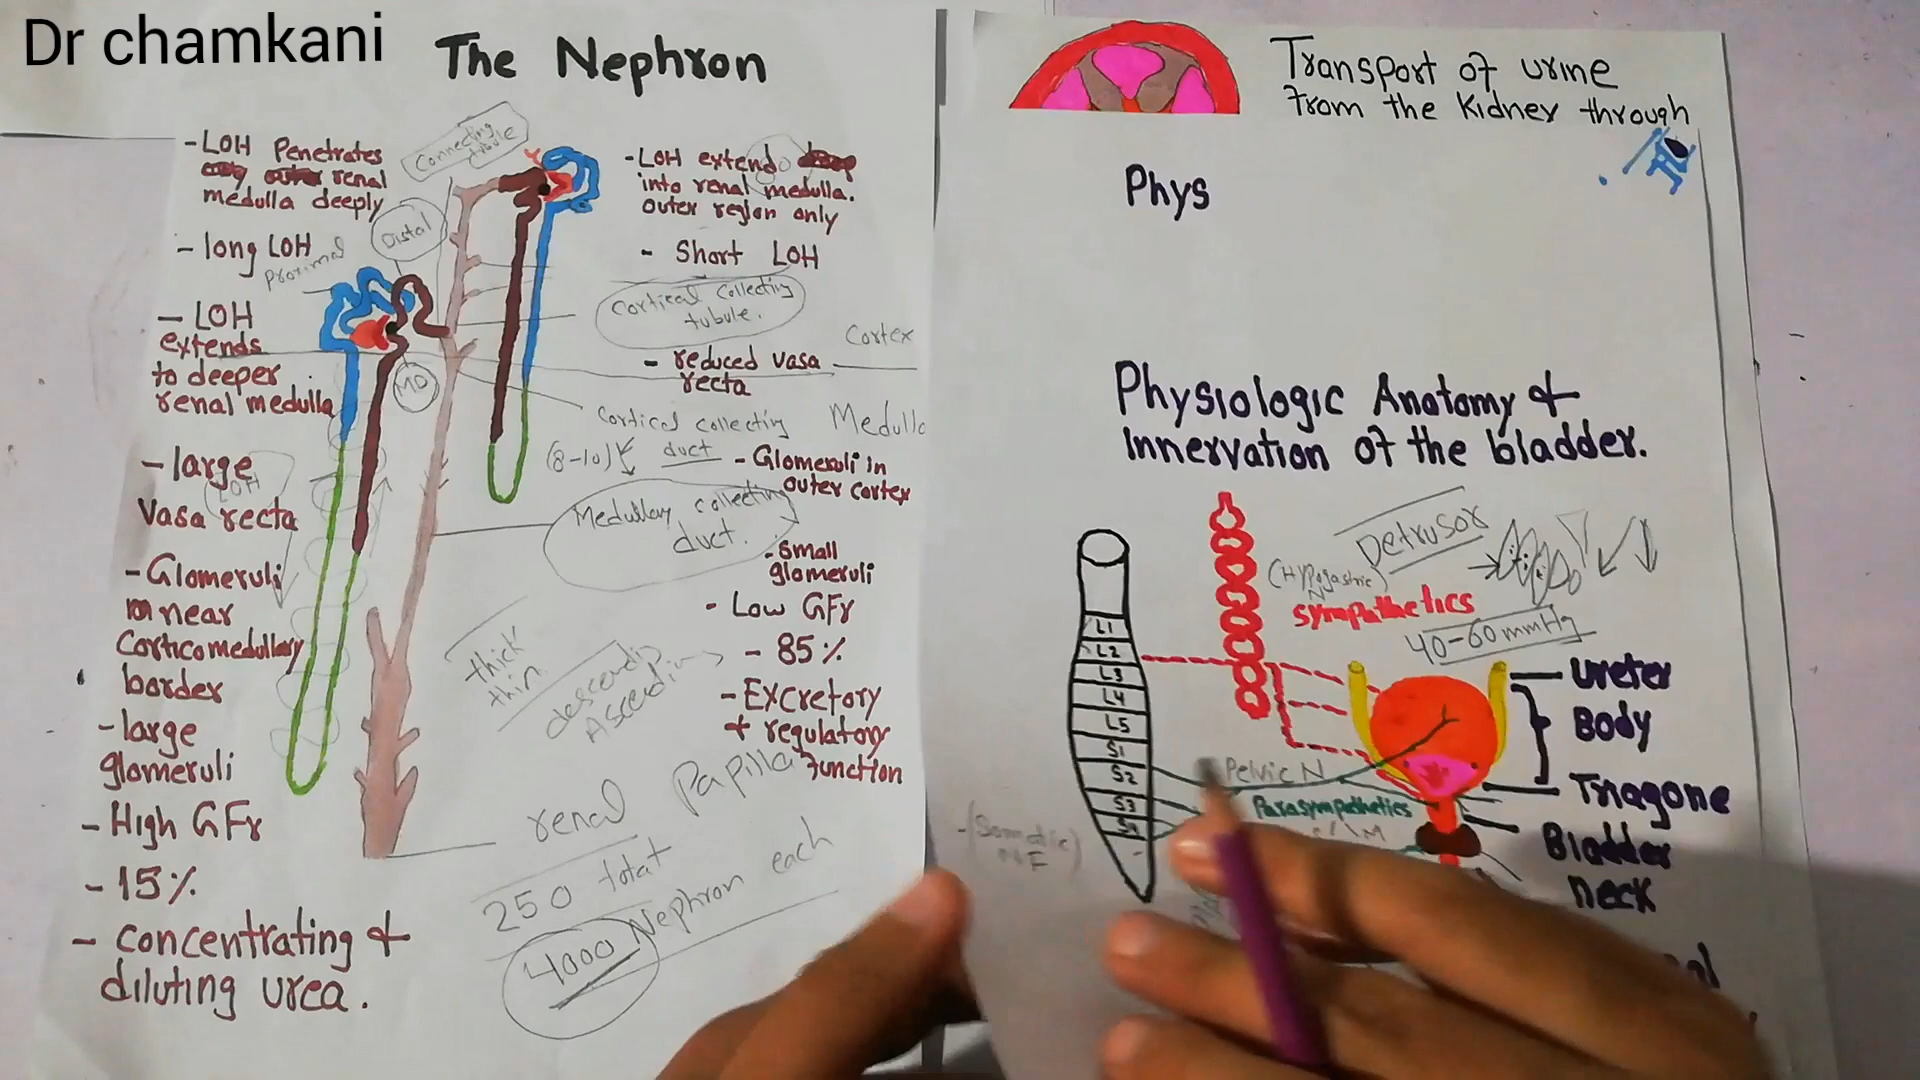 Dr chamkani
The Nephron
-LOH Penetrates
renal
medulla deeply
- long LOH
- LOH
extends
to deeper
renal medulla
- large
Vasa recta
- Glomeruli
near
Corticomedullary
border
- large
glomeruli
- High GFr
- 15%
- concentrating &
diluting urea.
Connecting
tubule
Distal
Proximal
MD
LOH
-LOH extend
into renal medulla.
outer region only
- Short LOH
Cortical collecting
tubule.
Cortex
- reduced vasa
recta
Cortical collecting
duct
Medulla
(8-10)
- Glomeruli in
outer cortex
Medullary collecting
duct.
- Small
glomeruli
- Low GFr
- 85%
- Excretory
& regulatory
function
thick
thin
descendi
Ascendin
renal Papilla
250 total
4000 Nephron each
Transport of urine
from the Kidney through
Phys
Physiologic Anatomy &
innervation of the bladder.
Detrusor
(Hypogastric)
N
sympathetics
40-60mmHg
L1
L2
L3
L4
L5
S1
S2
S3
S4
Pelvic N
Parasympathetics
Ureter
Body
Triagone
Bladder
neck